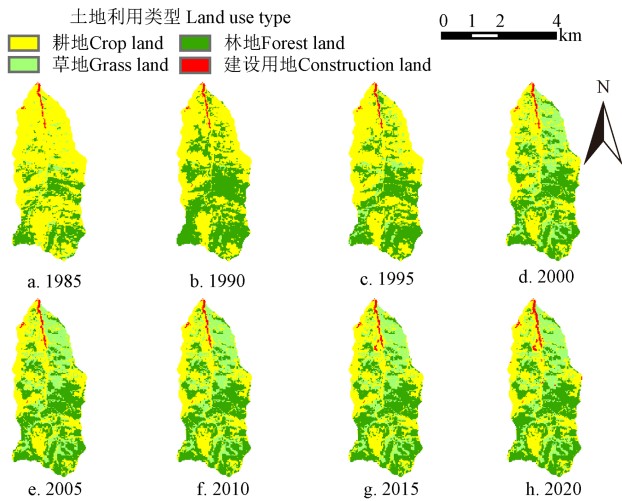 土地利用类型 Land use type
耕地Crop land
林地Forest land
草地Grass land
建设用地Construction land
0 1 2 4
km
N
a. 1985
b. 1990
c. 1995
d. 2000
e. 2005
f. 2010
g. 2015
h. 2020